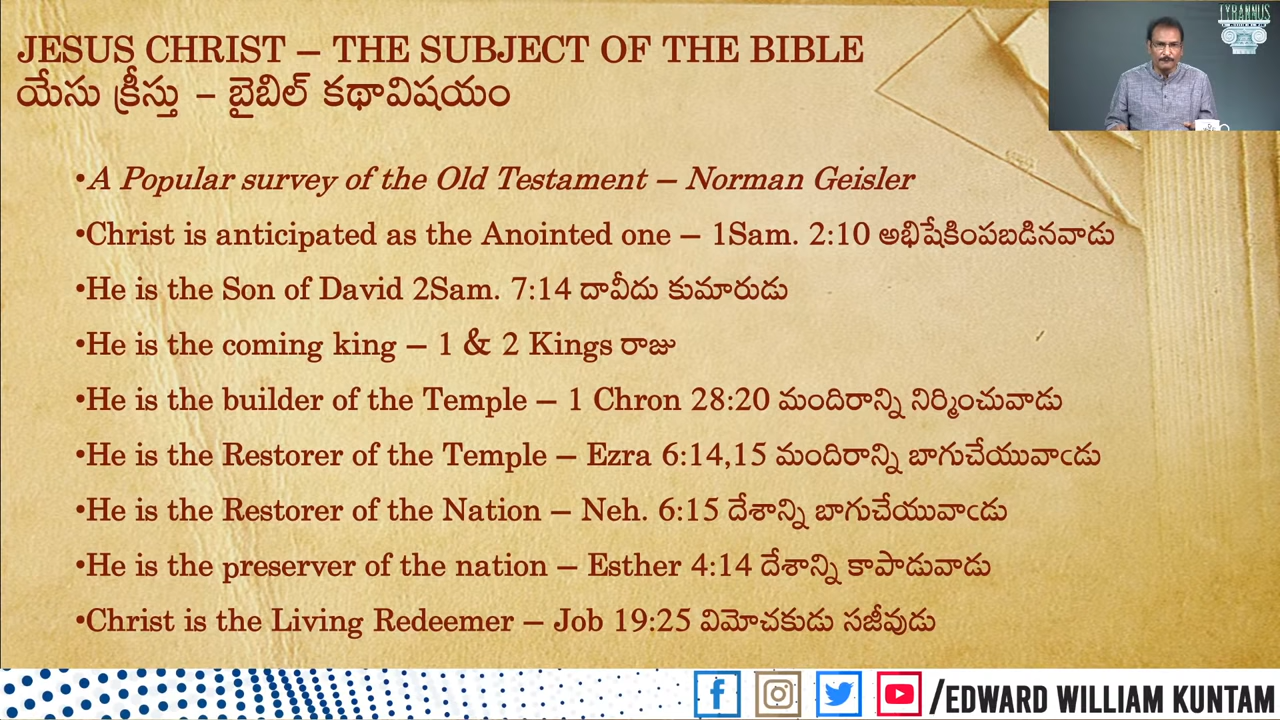 JESUS CHRIST – THE SUBJECT OF THE BIBLE
యేసు క్రీస్తు – బైబిల్ కథావిషయం
TYRANNUS
•A Popular survey of the Old Testament – Norman Geisler
•Christ is anticipated as the Anointed one – 1Sam. 2:10 అభిషేకింపబడినవాడు
•He is the Son of David 2Sam. 7:14 దావీదు కుమారుడు
•He is the coming king – 1 & 2 Kings రాజు
•He is the builder of the Temple – 1 Chron 28:20 మందిరాన్ని నిర్మించువాడు
•He is the Restorer of the Temple – Ezra 6:14,15 మందిరాన్ని బాగుచేయువాఁడు
•He is the Restorer of the Nation – Neh. 6:15 దేశాన్ని బాగుచేయువాఁడు
•He is the preserver of the nation – Esther 4:14 దేశాన్ని కాపాడువాడు
•Christ is the Living Redeemer – Job 19:25 విమోచకుడు సజీవుడు
/EDWARD WILLIAM KUNTAM